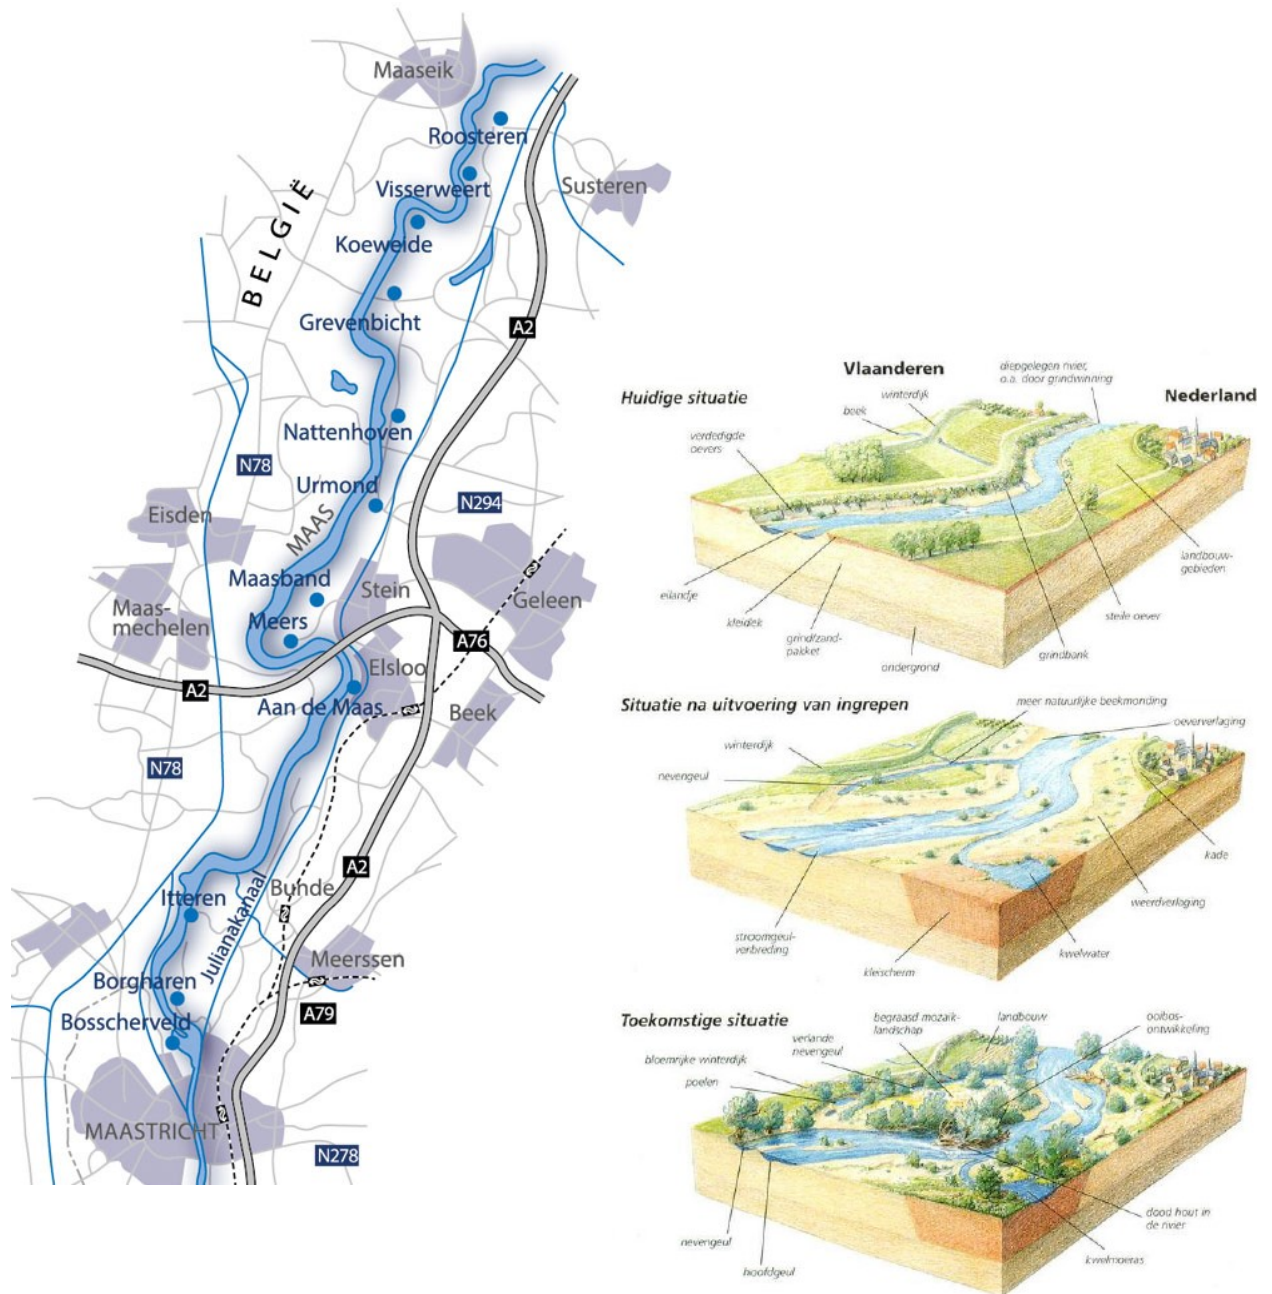 Maaseik
Roosteren
Visserweert
Susteren
Koeweide
BELGIË
Grevenbicht
A2
Nattenhoven
N78
Urmond
N294
Eisden
MAAS
Maasband
Stein
Geleen
Maas-
mechelen
Meers
A76
Elsloo
A2
Aan de Maas
Beek
N78
A2
Bunde
Itteren
Julianakanaal
Meerssen
Borgharen
A79
Bosscherveld
MAASTRICHT
N278
Huidige situatie
Vlaanderen
Nederland
diepgelegen rivier,
o.a. door grindwinning
winterdijk
beek
verdedigde
oevers
landbouw-
gebieden
eilandje
kleidek
grind/zand-
pakket
ondergrond
grindbank
steile oever
Situatie na uitvoering van ingrepen
meer natuurlijke beekmonding
oeververlaging
winterdijk
nevengeul
kade
weerdverlaging
stroomgeul-
verbreding
kleischerm
kwelwater
Toekomstige situatie
begraasd mozaïk-
landschap
landbouw
ooibos-
ontwikkeling
verlande
nevengeul
bloemrijke winterdijk
poelen
dood hout in
de rivier
nevengeul
hoofdgeul
kwelmoeras